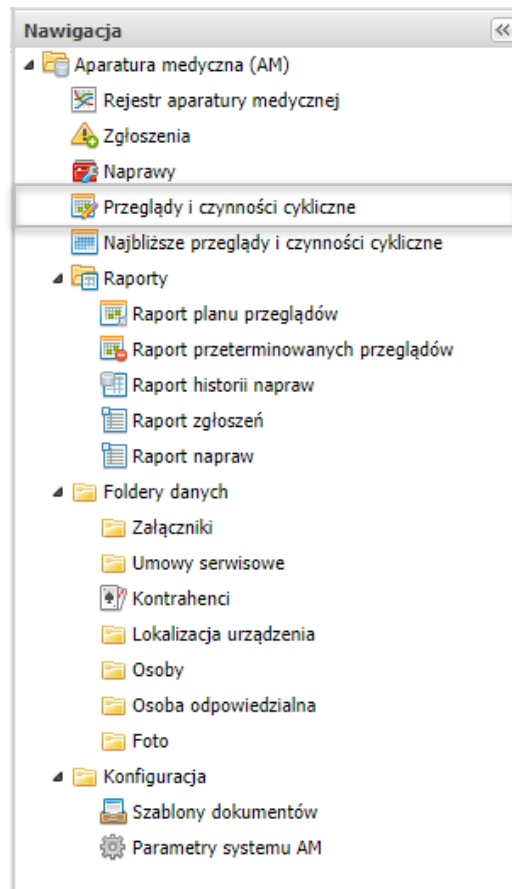 Nawigacja
Aparatura medyczna (AM)
Rejestr aparatury medycznej
Zgłoszenia
Naprawy
Przeglądy i czynności cykliczne
Najbliższe przeglądy i czynności cykliczne
Raporty
Raport planu przeglądów
Raport przeterminowanych przeglądów
Raport historii napraw
Raport zgłoszeń
Raport napraw
Foldery danych
Załączniki
Umowy serwisowe
Kontrahenci
Lokalizacja urządzenia
Osoby
Osoba odpowiedzialna
Foto
Konfiguracja
Szablony dokumentów
Parametry systemu AM